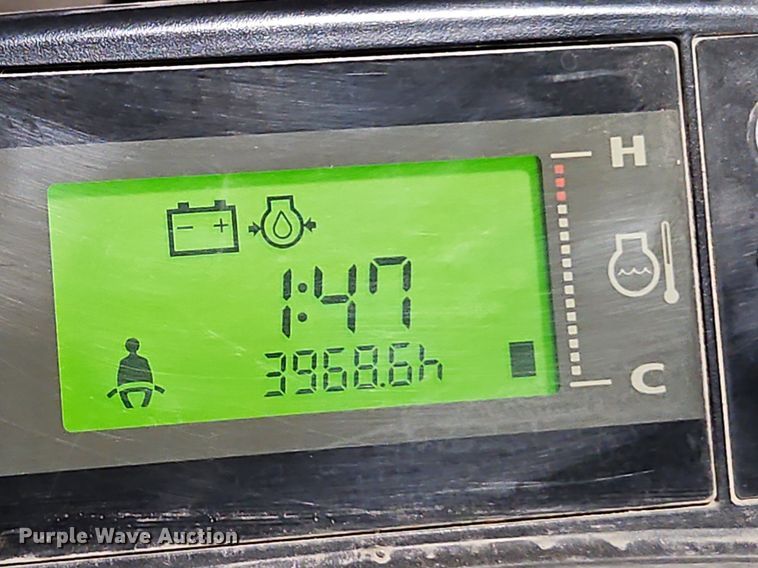 H
- +
1:47
3968.6h
C
Purple Wave Auction